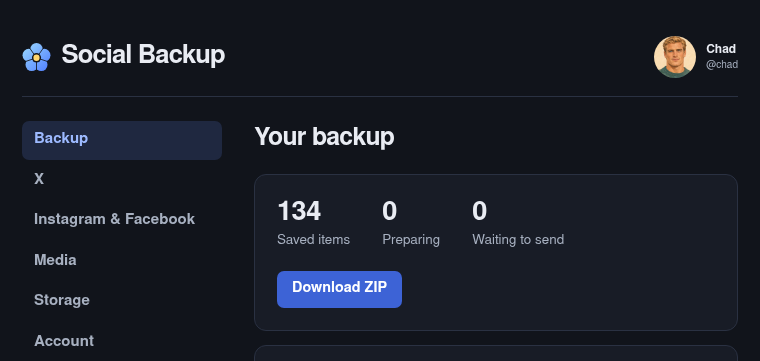 Social Backup
Chad
@chad
Backup
X
Instagram & Facebook
Media
Storage
Account
Your backup
134 0 0
Saved items Preparing Waiting to send
Download ZIP